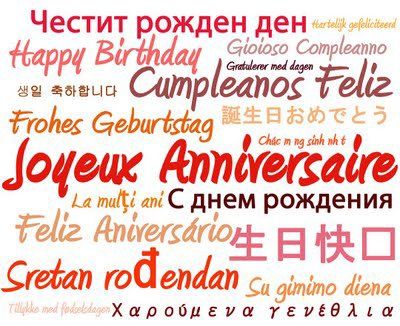 Честит рожден ден
Hartelijk gefeliciteerd
Happy Birthday
Gioioso Compleanno
Gratulerer med dagen
생일 축하합니다
Cumpleanos Feliz
Frohes Geburtstag
誕生日おめでとう
Chác m ng sinh nh t
Joyeux Anniversaire
La mulţi ani
С днем рождения
Feliz Aniversário
生日快口
Sretan rođendan
Su gimimo diena
Tillykke med fødselsdagen
Χαρούμενα γενέθλια